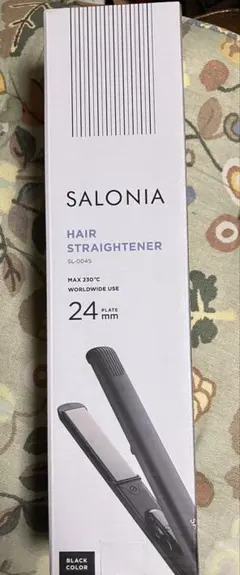 SALONIA
HAIR
STRAIGHTENER
SL-004S
MAX 230℃
WORLDWIDE USE
24 PLATE mm
BLACK
COLOR